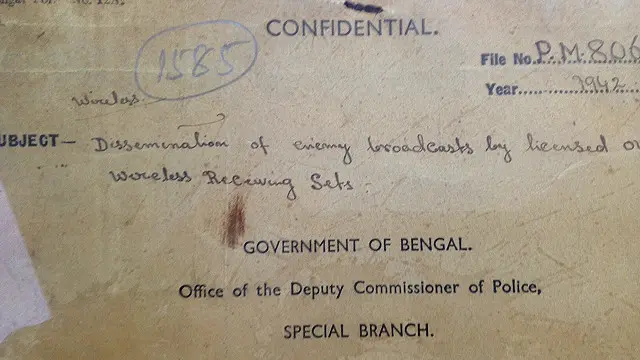 CONFIDENTIAL.
1585
File No. P.M. 806
Year 1942
Wireless
UBJECT— Dissemination of enemy broadcasts by licensed
Wireless Receiving Sets.
GOVERNMENT OF BENGAL.
Office of the Deputy Commissioner of Police,
SPECIAL BRANCH.